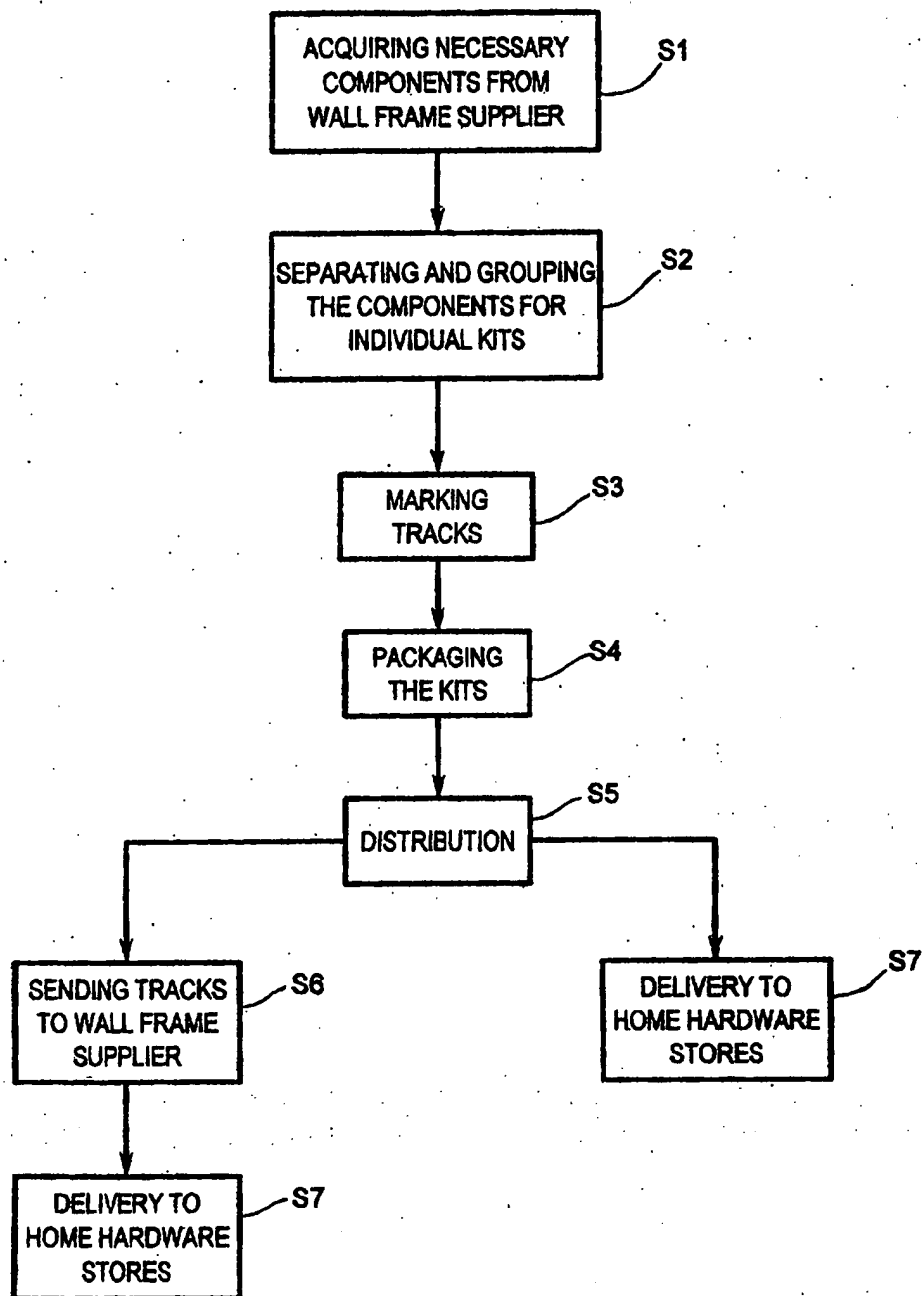 ACQUIRING NECESSARY
COMPONENTS FROM
WALL FRAME SUPPLIER
S1
SEPARATING AND GROUPING
THE COMPONENTS FOR
INDIVIDUAL KITS
S2
MARKING
TRACKS
S3
PACKAGING
THE KITS
S4
DISTRIBUTION
S5
SENDING TRACKS
TO WALL FRAME
SUPPLIER
S6
DELIVERY TO
HOME HARDWARE
STORES
S7
DELIVERY TO
HOME HARDWARE
STORES
S7